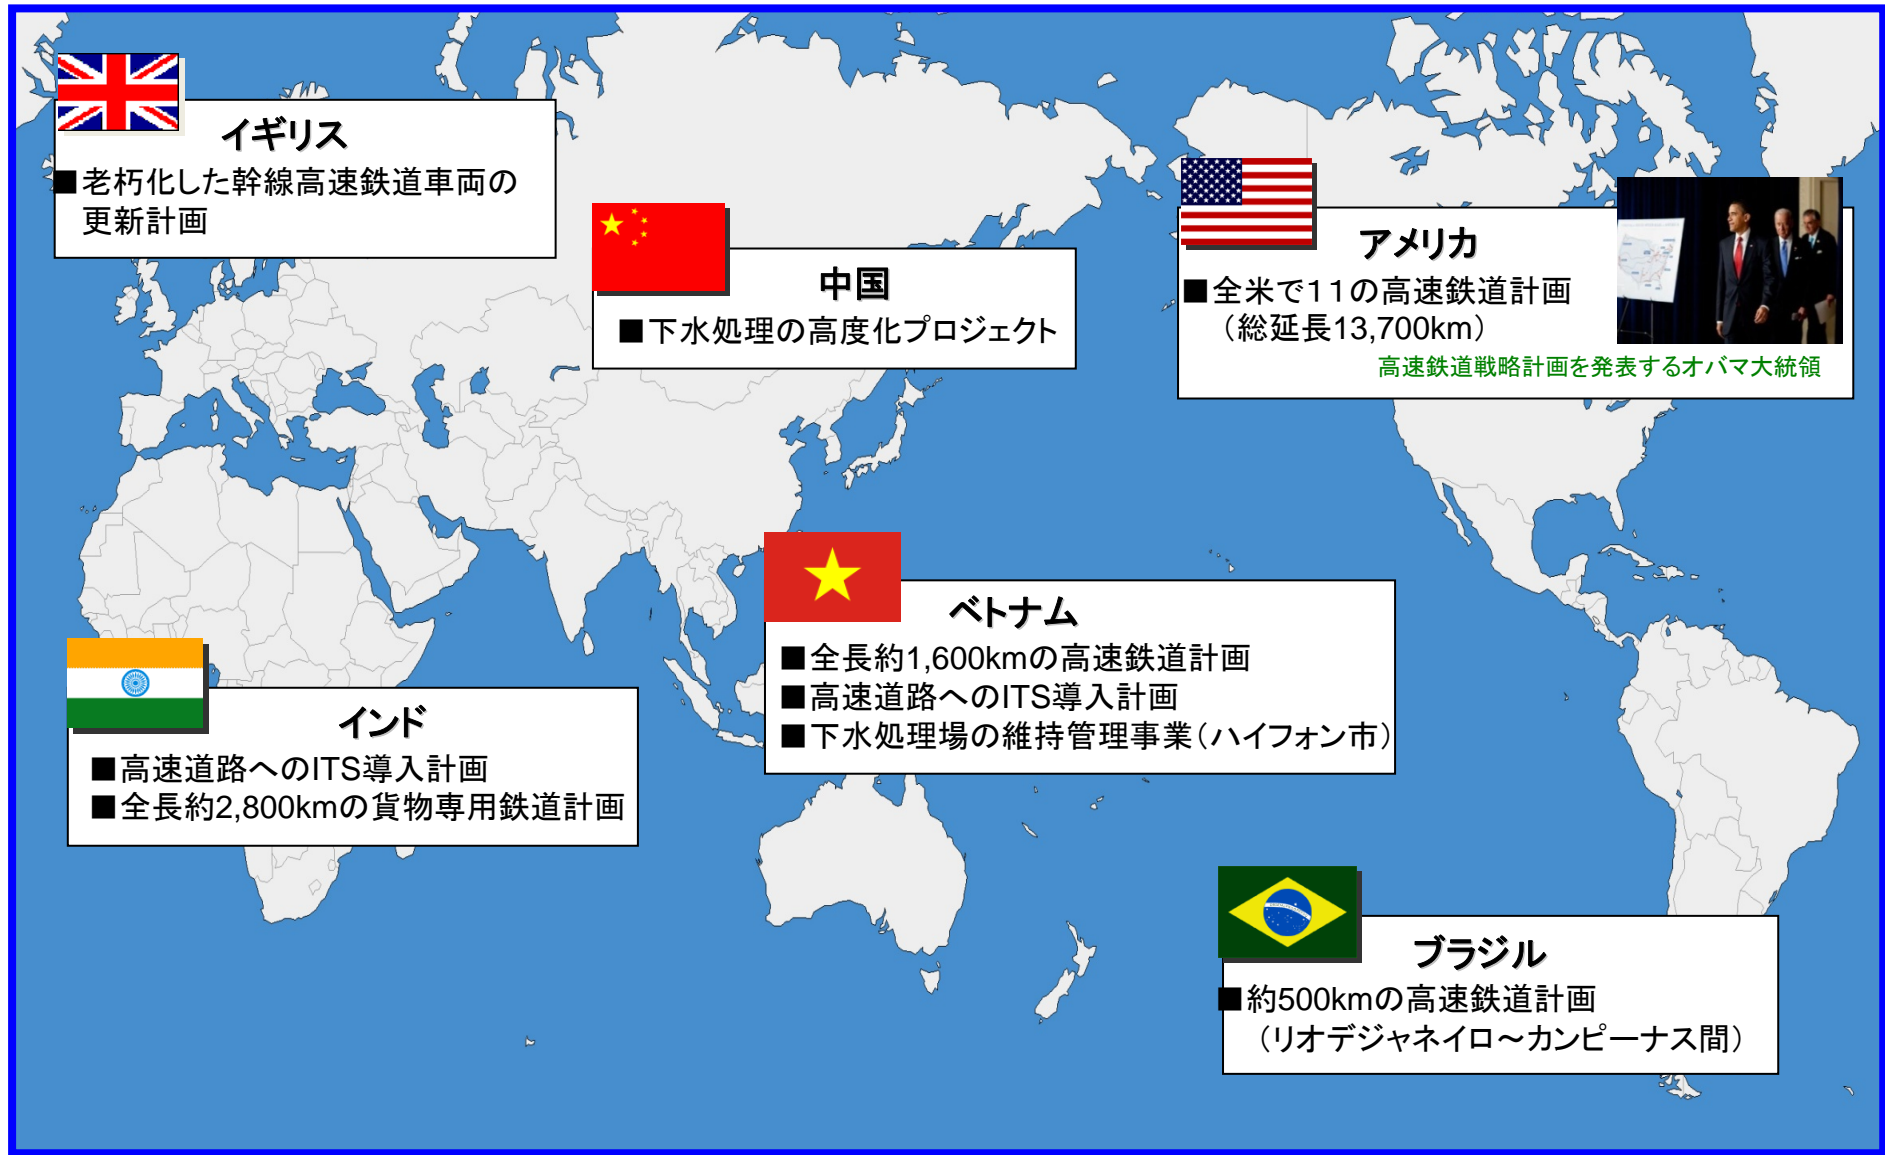 イギリス
■老朽化した幹線高速鉄道車両の
更新計画
中国
■下水処理の高度化プロジェクト
アメリカ
■全米で11の高速鉄道計画
（総延長13,700km）
高速鉄道戦略計画を発表するオバマ大統領
ベトナム
■全長約1,600kmの高速鉄道計画
■高速道路へのITS導入計画
■下水処理場の維持管理事業（ハイフォン市）
インド
■高速道路へのITS導入計画
■全長約2,800kmの貨物専用鉄道計画
ブラジル
■約500kmの高速鉄道計画
（リオデジャネイロ～カンピーナス間）